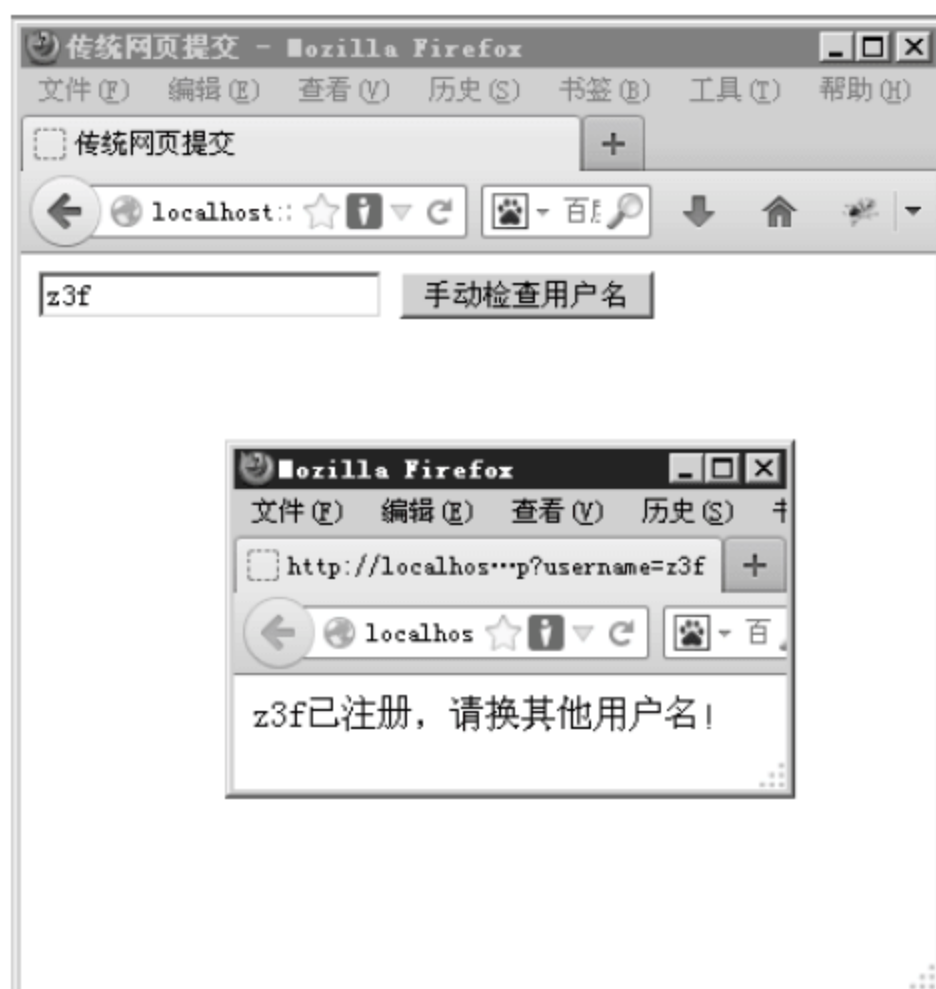 传统网页提交 - Mozilla Firefox
文件(F) 编辑(E) 查看(V) 历史(S) 书签(B) 工具(T) 帮助(H)
传统网页提交 +
localhost: 百
z3f 手动检查用户名
Mozilla Firefox
文件(F) 编辑(E) 查看(V) 历史(S)
http://localhos…p?username=z3f +
localhos 百
z3f已注册，请换其他用户名!